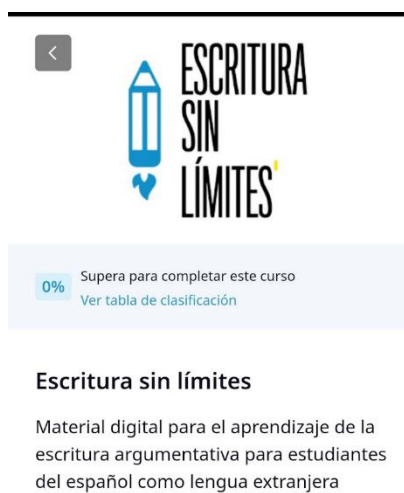 ESCRITURA
SIN
LÍMITES
0%
Supera para completar este curso
Ver tabla de clasificación
Escritura sin límites
Material digital para el aprendizaje de la
escritura argumentativa para estudiantes
del español como lengua extranjera